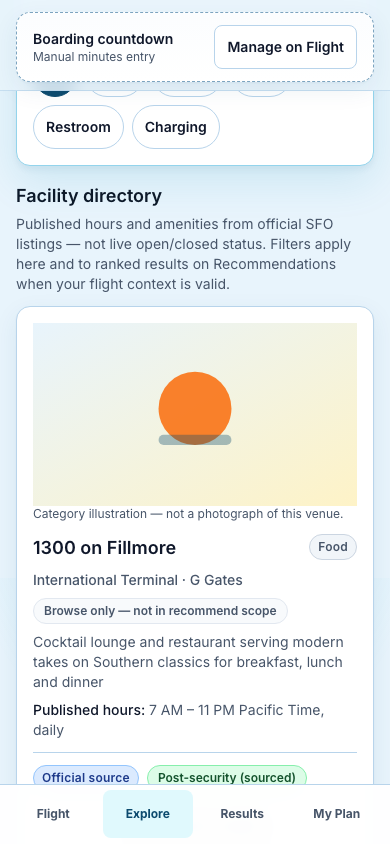 Boarding countdown
Manual minutes entry
Manage on Flight
Restroom
Charging
Facility directory
Published hours and amenities from official SFO
listings — not live open/closed status. Filters apply
here and to ranked results on Recommendations
when your flight context is valid.
Category illustration — not a photograph of this venue.
1300 on Fillmore
Food
International Terminal · G Gates
Browse only — not in recommend scope
Cocktail lounge and restaurant serving modern
takes on Southern classics for breakfast, lunch
and dinner
Published hours: 7 AM – 11 PM Pacific Time,
daily
Official source
Post-security (sourced)
Flight
Explore
Results
My Plan